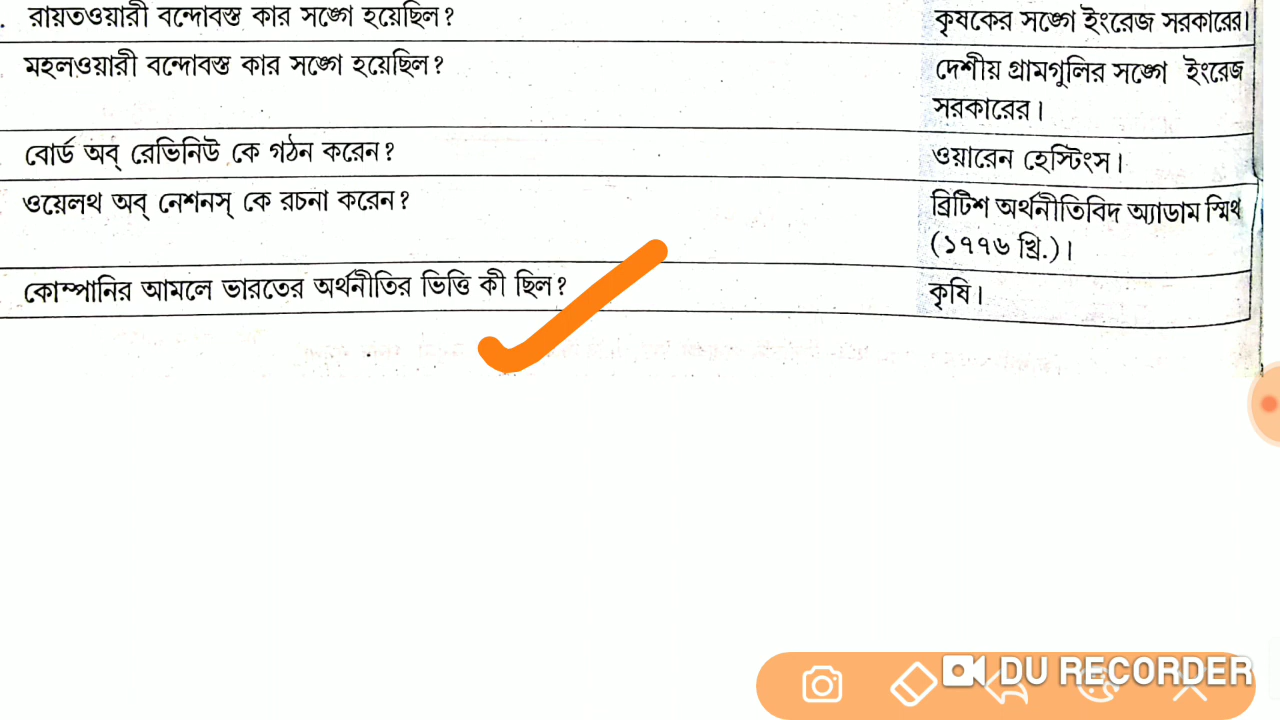 . রায়তওয়ারী বন্দোবস্ত কার সঙ্গে হয়েছিল?
কৃষকের সঙ্গে ইংরেজ সরকারের।
মহলওয়ারী বন্দোবস্ত কার সঙ্গে হয়েছিল?
দেশীয় গ্রামগুলির সঙ্গে ইংরেজ
সরকারের।
বোর্ড অব্ রেভিনিউ কে গঠন করেন?
ওয়ারেন হেস্টিংস।
ওয়েলথ অব্ নেশনস্ কে রচনা করেন?
ব্রিটিশ অর্থনীতিবিদ অ্যাডাম স্মিথ
(১৭৭৬ খ্রি.)।
কোম্পানির আমলে ভারতের অর্থনীতির ভিত্তি কী ছিল?
কৃষি।
DU RECORDER